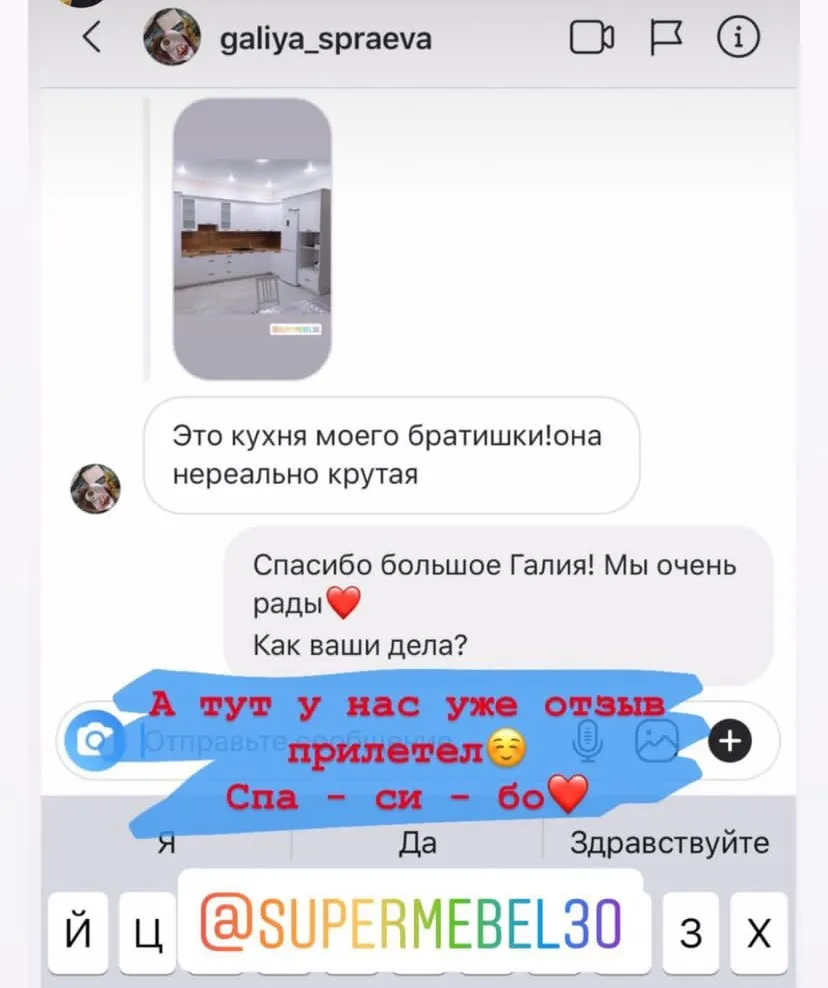 galiya_spraeva
@SUPERMEBEL30
Это кухня моего братишки!она
нереально крутая
Спасибо большое Галия! Мы очень
рады❤️
Как ваши дела?
А тут у нас уже отзыв
Отправьте сообщение
прилетел☺️
Спа - си - бо❤️
Я Да Здравствуйте
Й Ц З Х
@SUPERMEBEL30